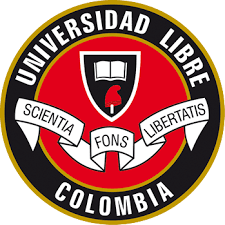 UNIVERSIDAD LIBRE
SCIENTIA FONS LIBERTATIS
COLOMBIA